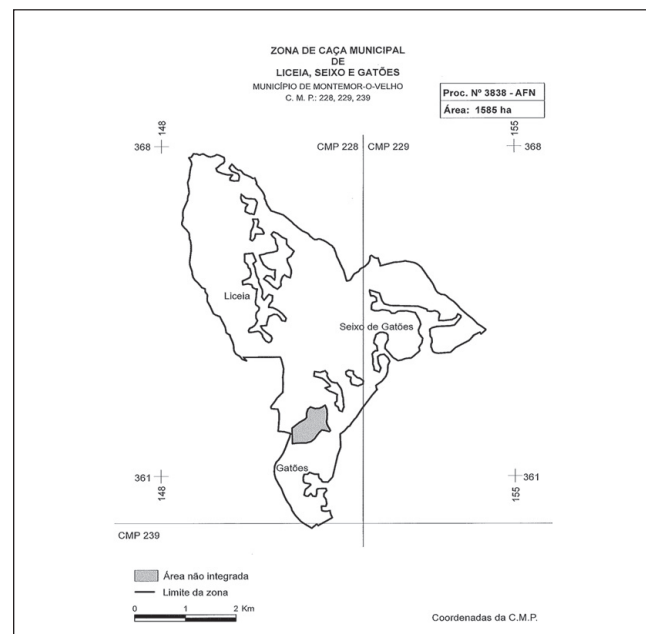 ZONA DE CAÇA MUNICIPAL
DE
LICEIA, SEIXO E GATÕES
MUNICÍPIO DE MONTEMOR-O-VELHO
C. M. P.: 228, 229, 239
Proc. Nº 3838 - AFN
Área: 1585 ha
148
155
368
CMP 228
CMP 229
368
Liceia
Seixo de Gatões
Gatões
361
361
148
155
CMP 239
Área não integrada
Limite da zona
0 1 2 Km
Coordenadas da C.M.P.